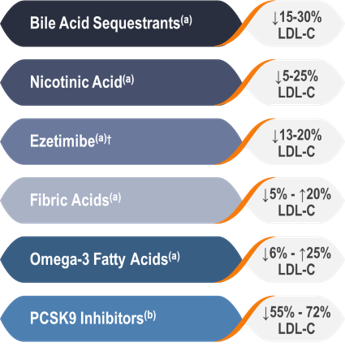 Bile Acid Sequestrants(a)
↓15-30%
LDL-C
Nicotinic Acid(a)
↓5-25%
LDL-C
Ezetimibe(a)†
↓13-20%
LDL-C
Fibric Acids(a)
↓5% - ↑20%
LDL-C
Omega-3 Fatty Acids(a)
↓6% - ↑25%
LDL-C
PCSK9 Inhibitors(b)
↓55% - 72%
LDL-C